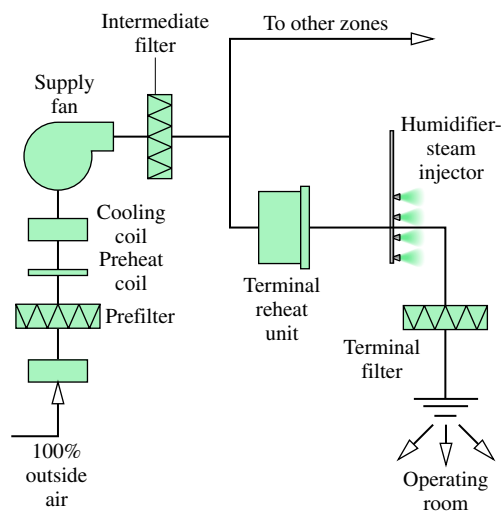 Intermediate
filter
To other zones
Supply
fan
Humidifier-
steam
injector
Cooling
coil
Preheat
coil
Terminal
reheat
unit
Prefilter
Terminal
filter
100%
outside
air
Operating
room